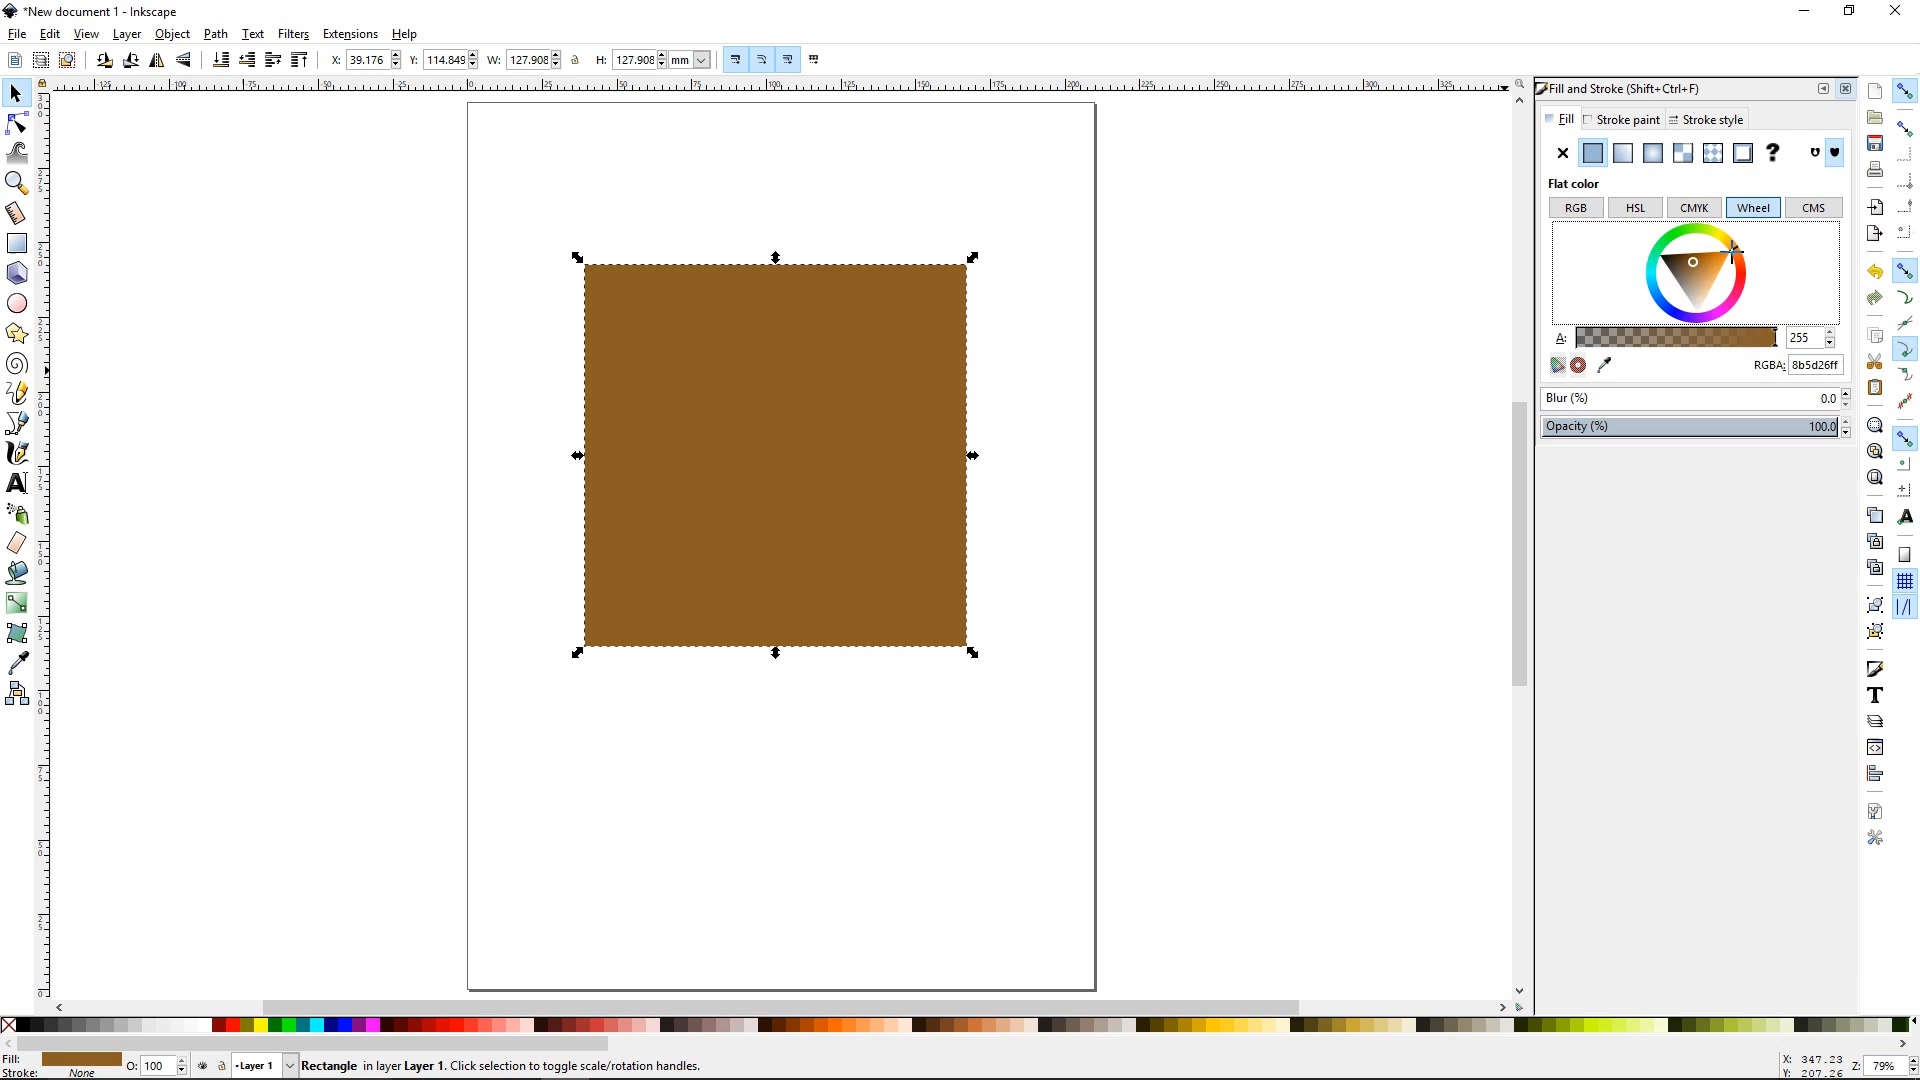 *New document 1 - Inkscape
File Edit View Layer Object Path Text Filters Extensions Help
X: 39.176 Y: 114.849 W: 127.908 H: 127.908 mm
Fill and Stroke (Shift+Ctrl+F)
Fill Stroke paint Stroke style
Flat color
RGB HSL CMYK Wheel CMS
A: 255
RGBA: 8b5d26ff
Blur (%) 0.0
Opacity (%) 100.0
Fill:
Stroke: None
O: 100
•Layer 1
Rectangle in layer Layer 1. Click selection to toggle scale/rotation handles.
X: 347.23
Y: 207.26
Z: 79%